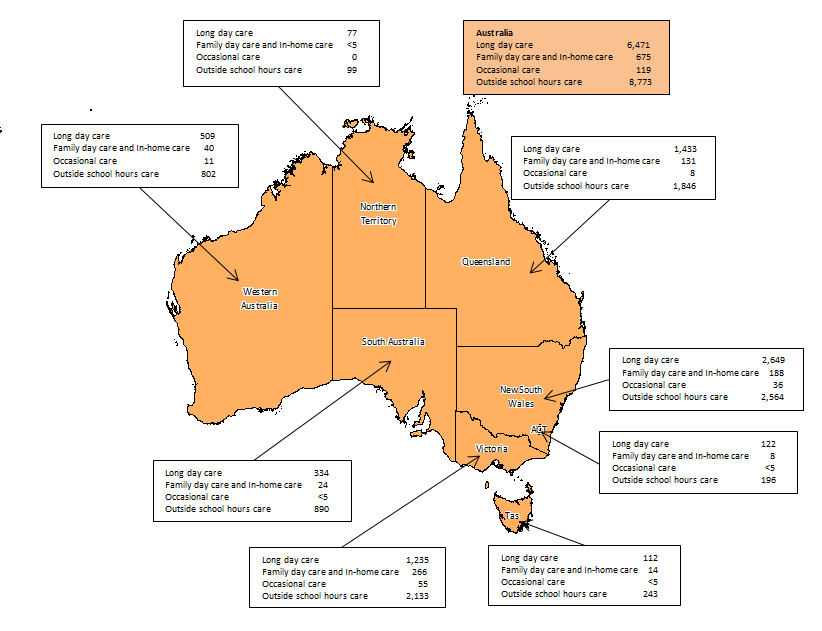 Long day care 77
Family day care and In-home care <5
Occasional care 0
Outside school hours care 99
Australia
Long day care 6,471
Family day care and In-home care 675
Occasional care 119
Outside school hours care 8,773
Long day care 509
Family day care and In-home care 40
Occasional care 11
Outside school hours care 802
Long day care 1,433
Family day care and In-home care 131
Occasional care 8
Outside school hours care 1,846
Northern
Territory
Queensland
Western
Australia
South Australia
New South
Wales
ACT
Victoria
Tas
Long day care 2,649
Family day care and In-home care 188
Occasional care 36
Outside school hours care 2,564
Long day care 122
Family day care and In-home care 8
Occasional care <5
Outside school hours care 196
Long day care 334
Family day care and In-home care 24
Occasional care <5
Outside school hours care 890
Long day care 1,235
Family day care and In-home care 266
Occasional care 55
Outside school hours care 2,133
Long day care 112
Family day care and In-home care 14
Occasional care <5
Outside school hours care 243